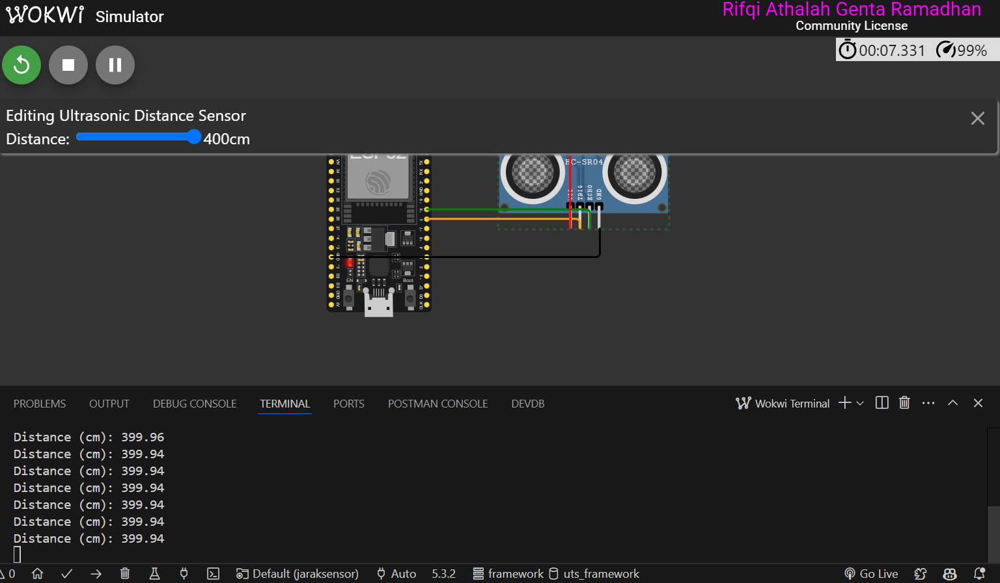 WOKWi Simulator
Rifqi Athalah Genta Ramadhan
Community License
00:07.331 99%
Editing Ultrasonic Distance Sensor
Distance: 400cm
HC-SR04
TRIG
ECHO
GND
EN
Boot
PROBLEMS OUTPUT DEBUG CONSOLE TERMINAL PORTS POSTMAN CONSOLE DEVDB
Wokwi Terminal
Distance (cm): 399.96
Distance (cm): 399.94
Distance (cm): 399.94
Distance (cm): 399.94
Distance (cm): 399.94
Distance (cm): 399.94
Distance (cm): 399.94
0 Default (jaraksensor) Auto 5.3.2 framework uts_framework Go Live